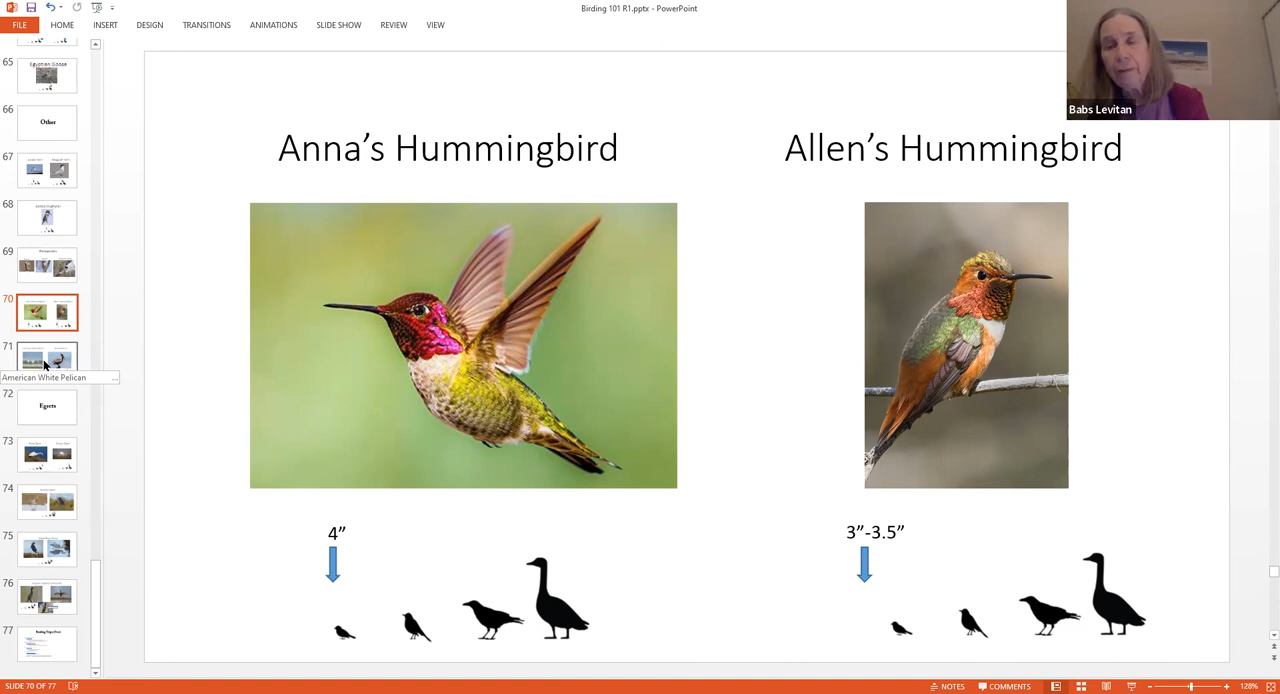 Birding 101 R1.pptx - PowerPoint
FILE
HOME
INSERT
DESIGN
TRANSITIONS
ANIMATIONS
SLIDE SHOW
REVIEW
VIEW
Babs Levitan
65
Egyptian Goose
66
Other
67
68
69
70
71
American White Pelican ...
72
Egrets
73
74
75
76
77
Anna’s Hummingbird
Allen’s Hummingbird
4”
3”-3.5”
SLIDE 70 OF 77
NOTES
COMMENTS
128%